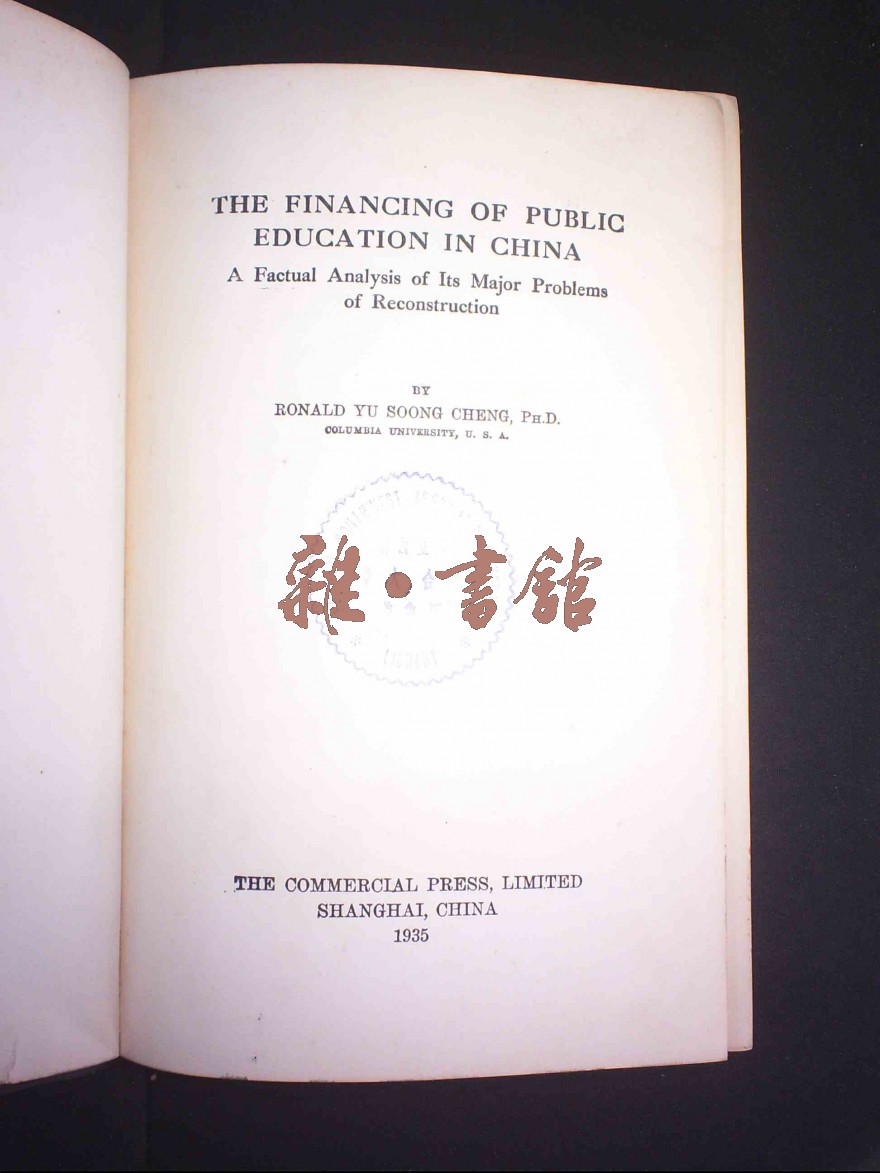 THE FINANCING OF PUBLIC
EDUCATION IN CHINA
A Factual Analysis of Its Major Problems
of Reconstruction
BY
RONALD YU SOONG CHENG, PH.D.
COLUMBIA UNIVERSITY, U. S. A.
雜·書館
THE COMMERCIAL PRESS, LIMITED
SHANGHAI, CHINA
1935